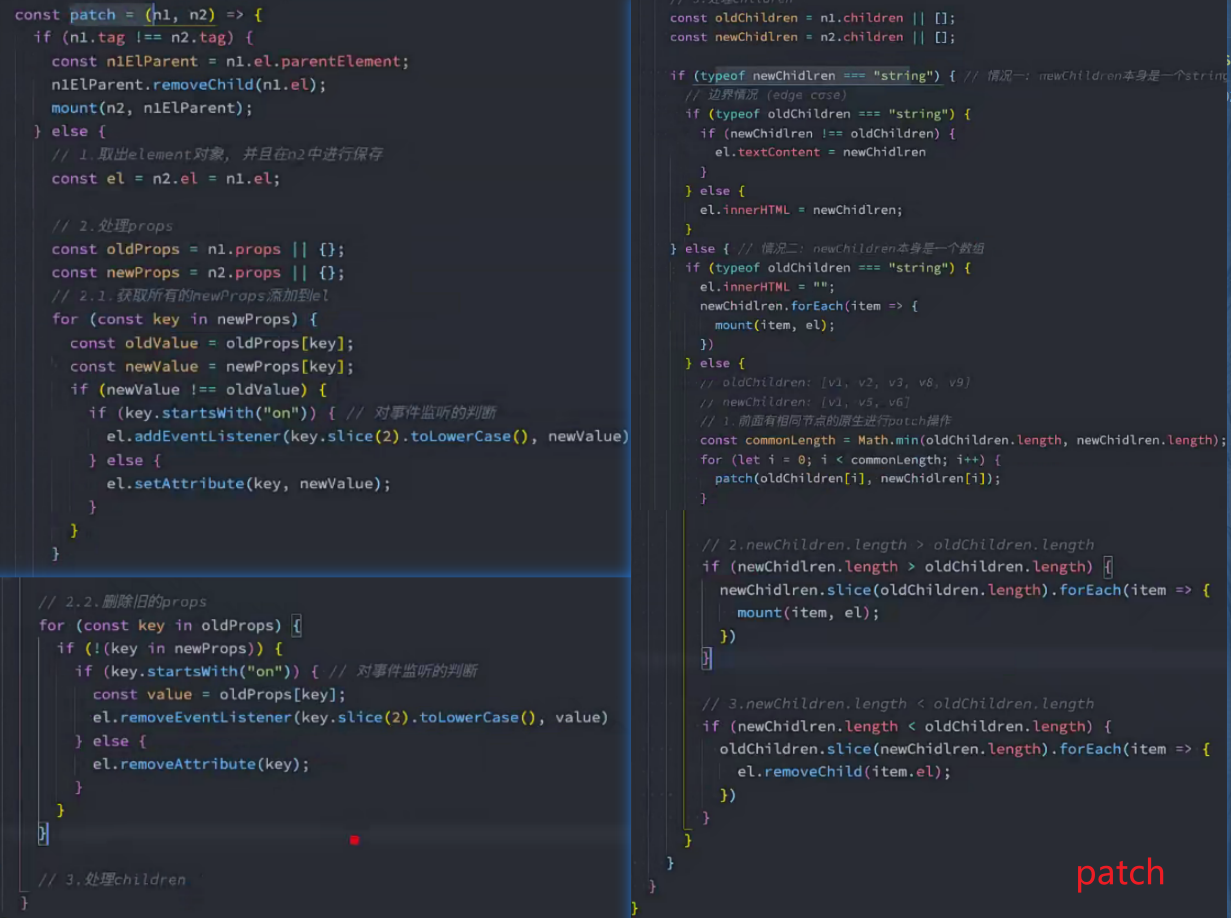 const patch = (n1, n2) => {
if (n1.tag !== n2.tag) {
const n1ElParent = n1.el.parentElement;
n1ElParent.removeChild(n1.el);
mount(n2, n1ElParent);
} else {
// 1.取出element对象, 并且在n2中进行保存
const el = n2.el = n1.el;
// 2.处理props
const oldProps = n1.props || {};
const newProps = n2.props || {};
// 2.1.获取所有的newProps添加到el
for (const key in newProps) {
const oldValue = oldProps[key];
const newValue = newProps[key];
if (newValue !== oldValue) {
if (key.startsWith("on")) { // 对事件监听的判断
el.addEventListener(key.slice(2).toLowerCase(), newValue)
} else {
el.setAttribute(key, newValue);
}
}
}
// 2.2.删除旧的props
for (const key in oldProps) {
if (!(key in newProps)) {
if (key.startsWith("on")) { // 对事件监听的判断
const value = oldProps[key];
el.removeEventListener(key.slice(2).toLowerCase(), value)
} else {
el.removeAttribute(key);
}
}
}
// 3.处理children
}
// 3.处理children
const oldChildren = n1.children || [];
const newChidlren = n2.children || [];
if (typeof newChidlren === "string") { // 情况一: newChildren本身是一个string
// 边界情况 (edge case)
if (typeof oldChildren === "string") {
if (newChidlren !== oldChildren) {
el.textContent = newChidlren
}
} else {
el.innerHTML = newChidlren;
}
} else { // 情况二: newChildren本身是一个数组
if (typeof oldChildren === "string") {
el.innerHTML = "";
newChidlren.forEach(item => {
mount(item, el);
})
} else {
// oldChildren: [v1, v2, v3, v8, v9]
// newChildren: [v1, v5, v6]
// 1.前面有相同节点的原生进行patch操作
const commonLength = Math.min(oldChildren.length, newChidlren.length);
for (let i = 0; i < commonLength; i++) {
patch(oldChildren[i], newChidlren[i]);
}
// 2.newChildren.length > oldChildren.length
if (newChidlren.length > oldChildren.length) {
newChidlren.slice(oldChildren.length).forEach(item => {
mount(item, el);
})
}
// 3.newChildren.length < oldChildren.length
if (newChidlren.length < oldChildren.length) {
oldChildren.slice(newChidlren.length).forEach(item => {
el.removeChild(item.el);
})
}
}
}
}
}
patch